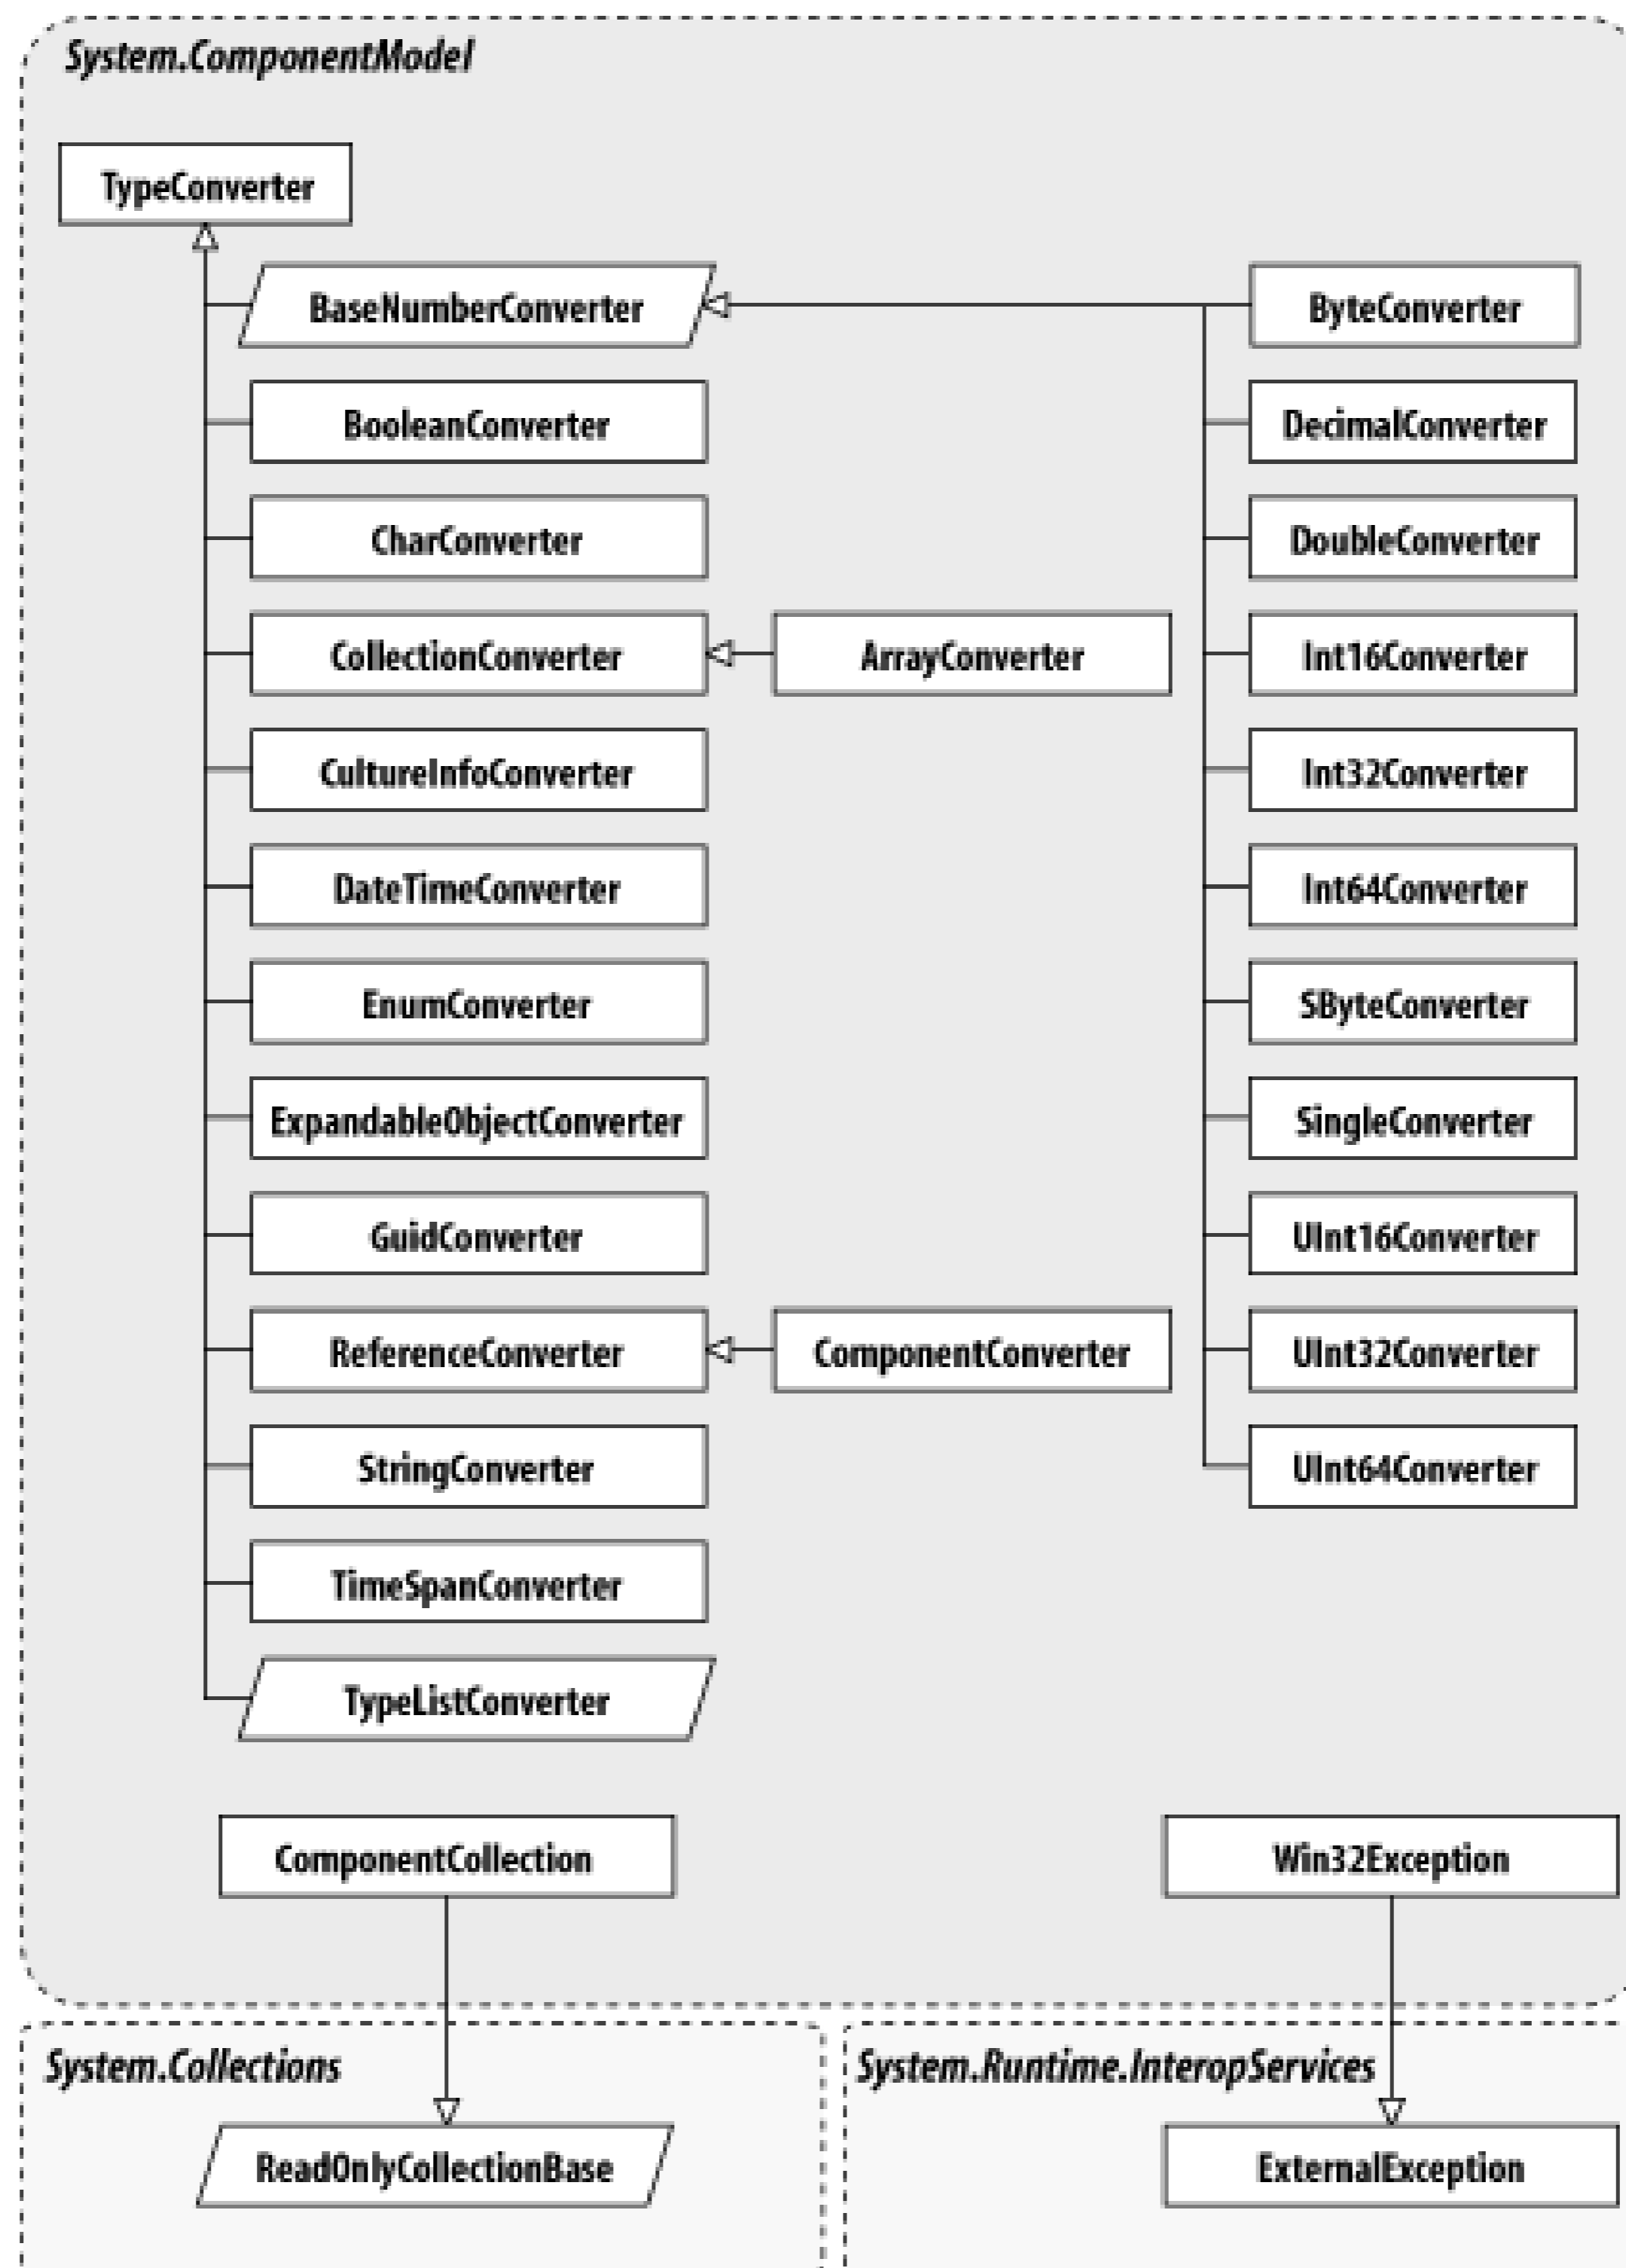 System.ComponentModel
TypeConverter
BaseNumberConverter
ByteConverter
BooleanConverter
DecimalConverter
CharConverter
DoubleConverter
CollectionConverter
ArrayConverter
Int16Converter
CultureInfoConverter
Int32Converter
DateTimeConverter
Int64Converter
EnumConverter
SByteConverter
ExpandableObjectConverter
SingleConverter
GuidConverter
UInt16Converter
ReferenceConverter
ComponentConverter
UInt32Converter
StringConverter
UInt64Converter
TimeSpanConverter
TypeListConverter
ComponentCollection
Win32Exception
System.Collections
System.Runtime.InteropServices
ReadOnlyCollectionBase
ExternalException